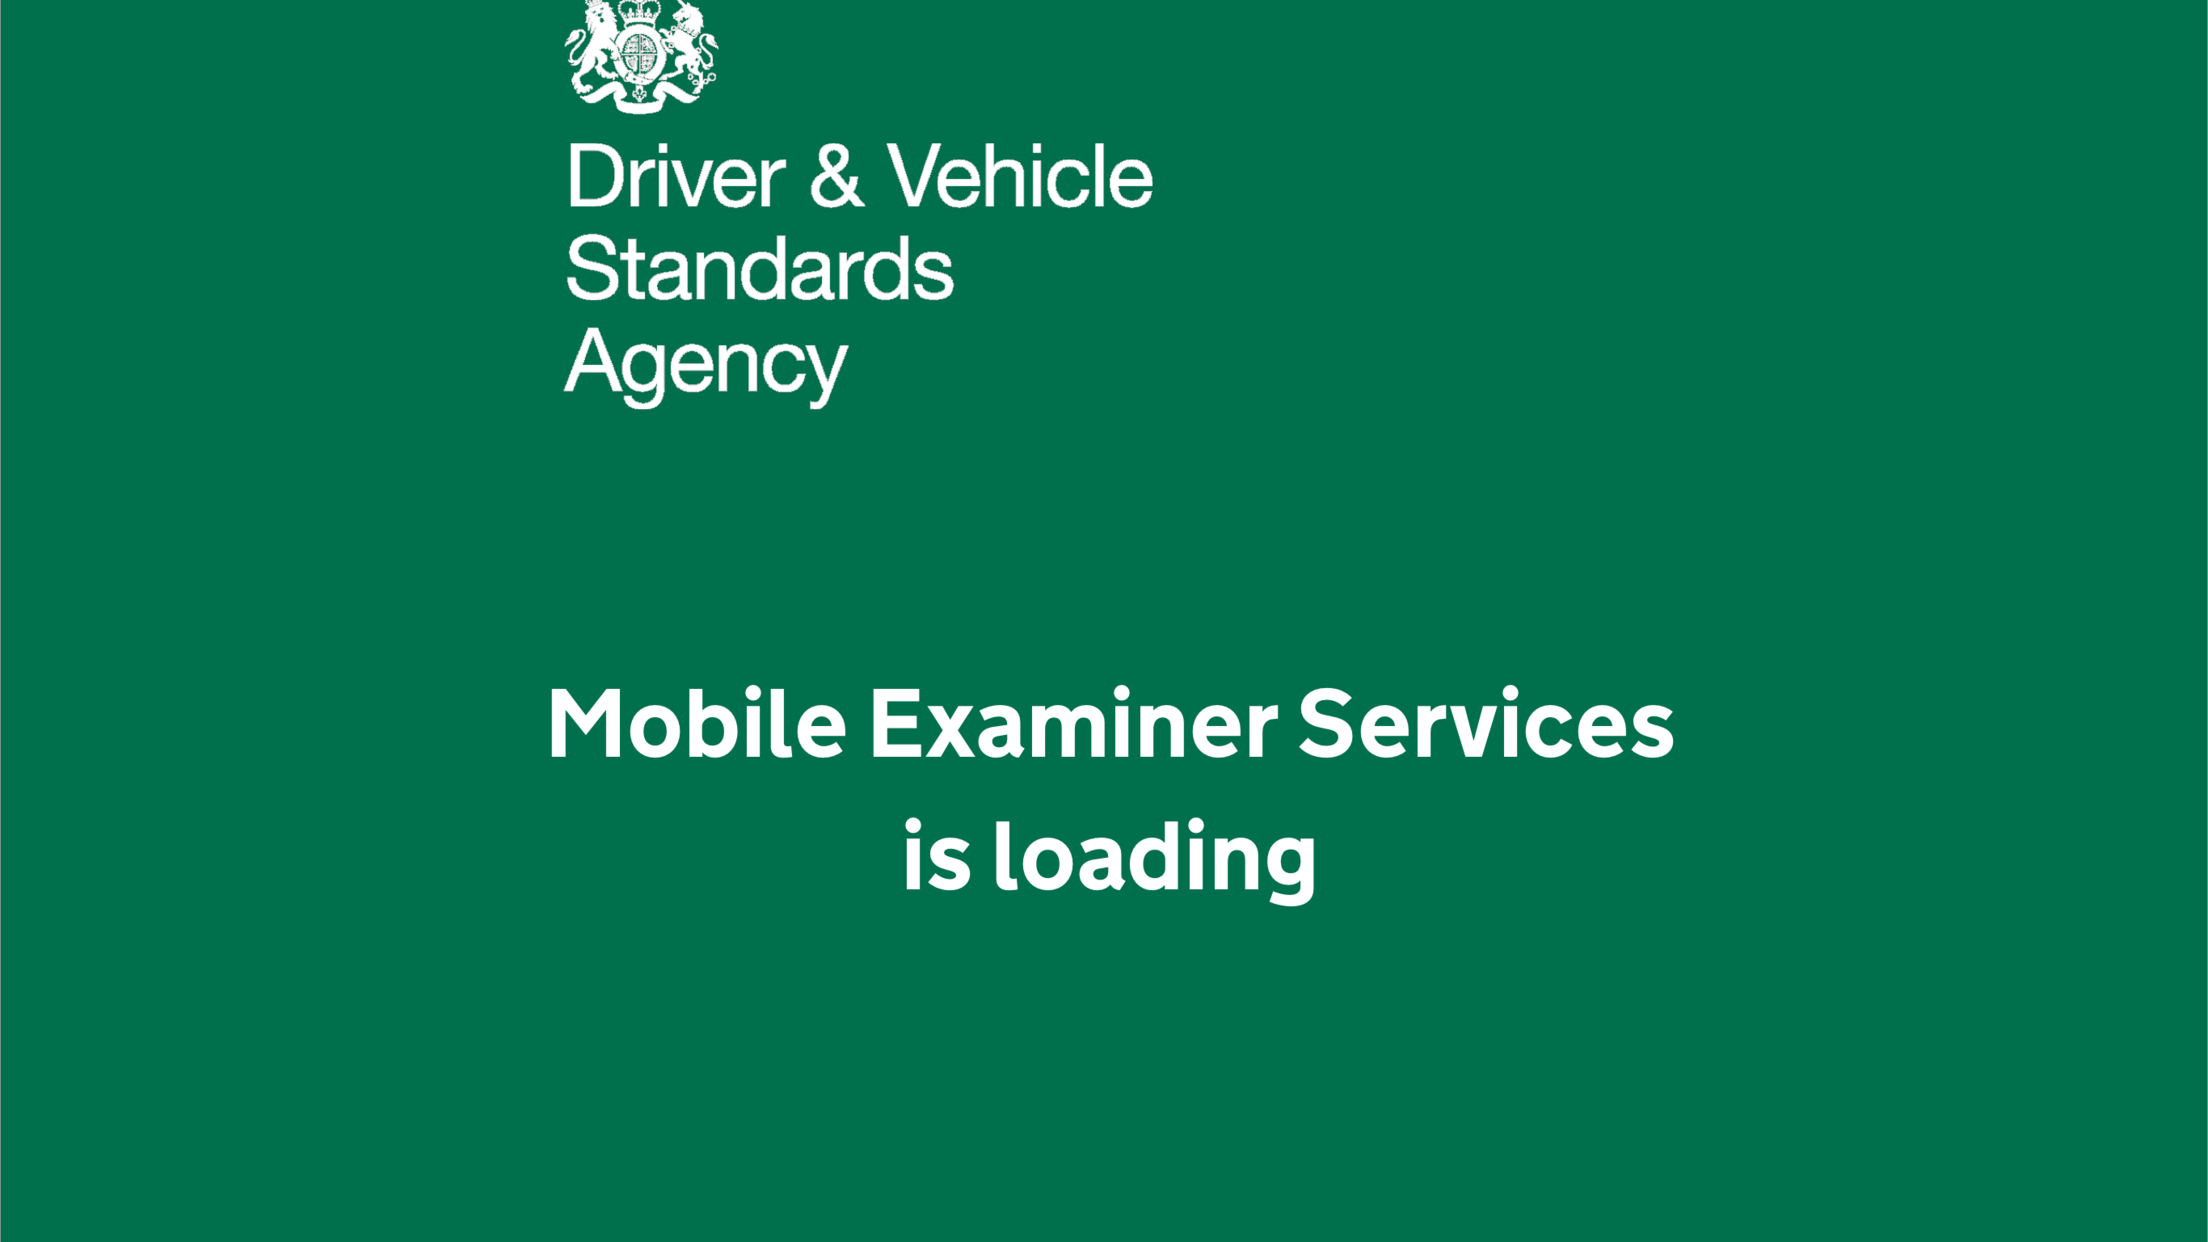 Driver & Vehicle
Standards
Agency
Mobile Examiner Services
is loading